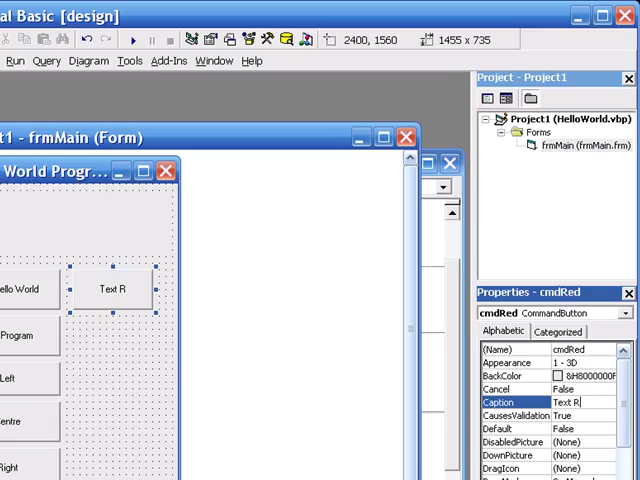 al Basic [design]
2400, 1560
1455 x 735
Run Query Diagram Tools Add-Ins Window Help
Project - Project1
Project1 (HelloWorld.vbp)
Forms
frmMain (frmMain.frm)
t1 - frmMain (Form)
World Progr...
ello World
Text R
Program
Left
entre
Right
Properties - cmdRed
cmdRed CommandButton
Alphabetic Categorized
(Name) cmdRed
Appearance 1 - 3D
BackColor &H8000000F
Cancel False
Caption Text R
CausesValidation True
Default False
DisabledPicture (None)
DownPicture (None)
DragIcon (None)